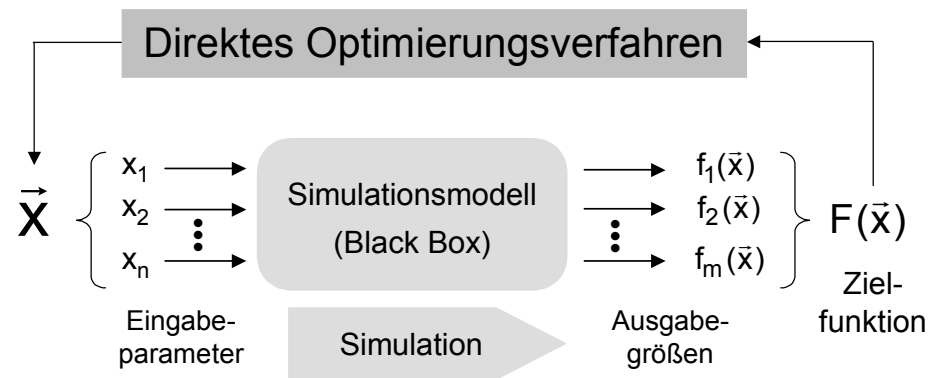 Direktes Optimierungsverfahren
x⃗
x₁
x₂
xₙ
Simulationsmodell
(Black Box)
f₁(x⃗)
f₂(x⃗)
fₘ(x⃗)
F(x⃗)
Ziel-
funktion
Eingabe-
parameter
Simulation
Ausgabe-
größen